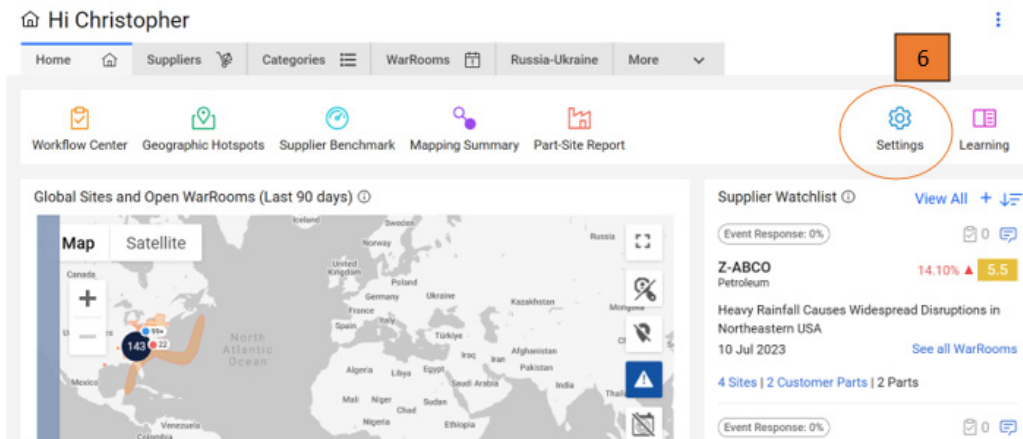 Hi Christopher
Home
Suppliers
Categories
WarRooms
Russia-Ukraine
More
6
Workflow Center
Geographic Hotspots
Supplier Benchmark
Mapping Summary
Part-Site Report
Settings
Learning
Global Sites and Open WarRooms (Last 90 days)
Map
Satellite
Iceland
Sweden
Norway
Russia
United
Kingdom
Poland
Germany
Ukraine
France
Kazakhstan
Spain
Italy
Türkiye
Canada
99+
143
22
North
Atlantic
Ocean
Mexico
Iraq
Iran
Afghanistan
Pakistan
Algeria
Libya
Egypt
Saudi Arabia
India
Mali
Niger
Chad
Sudan
Nigeria
Ethiopia
Venezuela
Colombia
Supplier Watchlist
View All
Event Response: 0%
0
Z-ABCO
14.10% ▲ 5.5
Petroleum
Heavy Rainfall Causes Widespread Disruptions in
Northeastern USA
10 Jul 2023
See all WarRooms
4 Sites | 2 Customer Parts | 2 Parts
Event Response: 0%
0